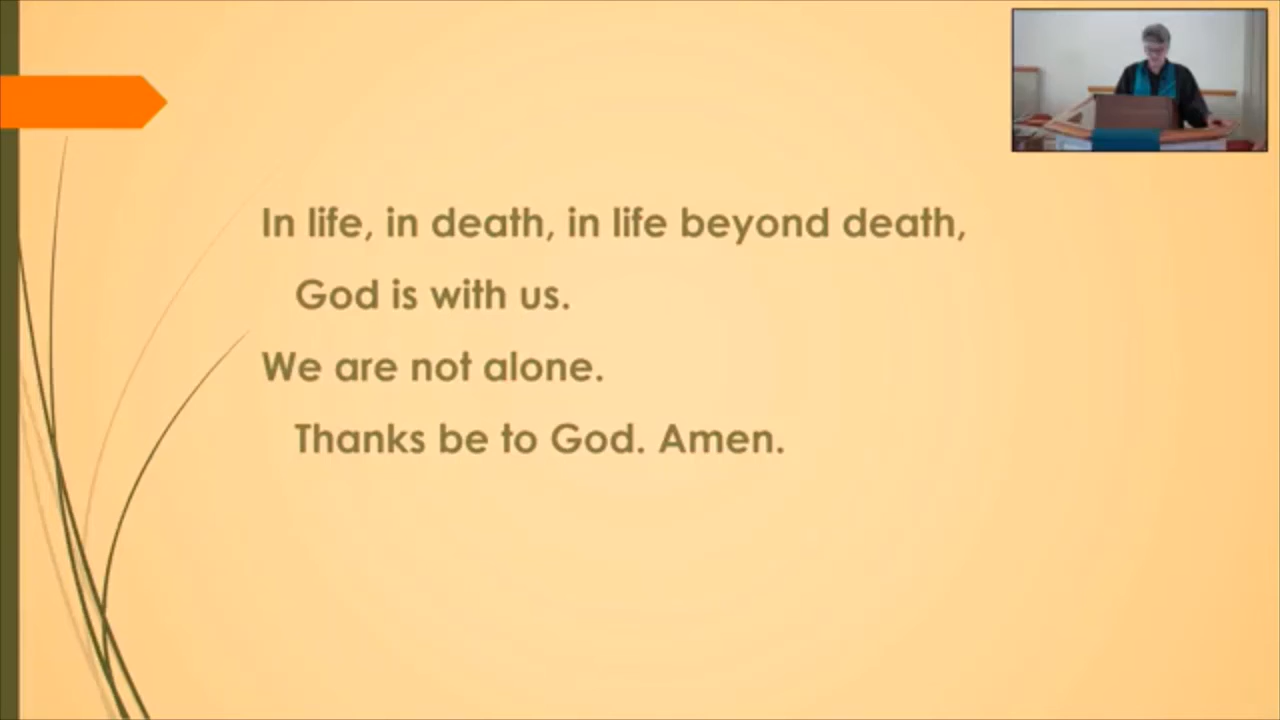 In life, in death, in life beyond death,
God is with us.
We are not alone.
Thanks be to God. Amen.